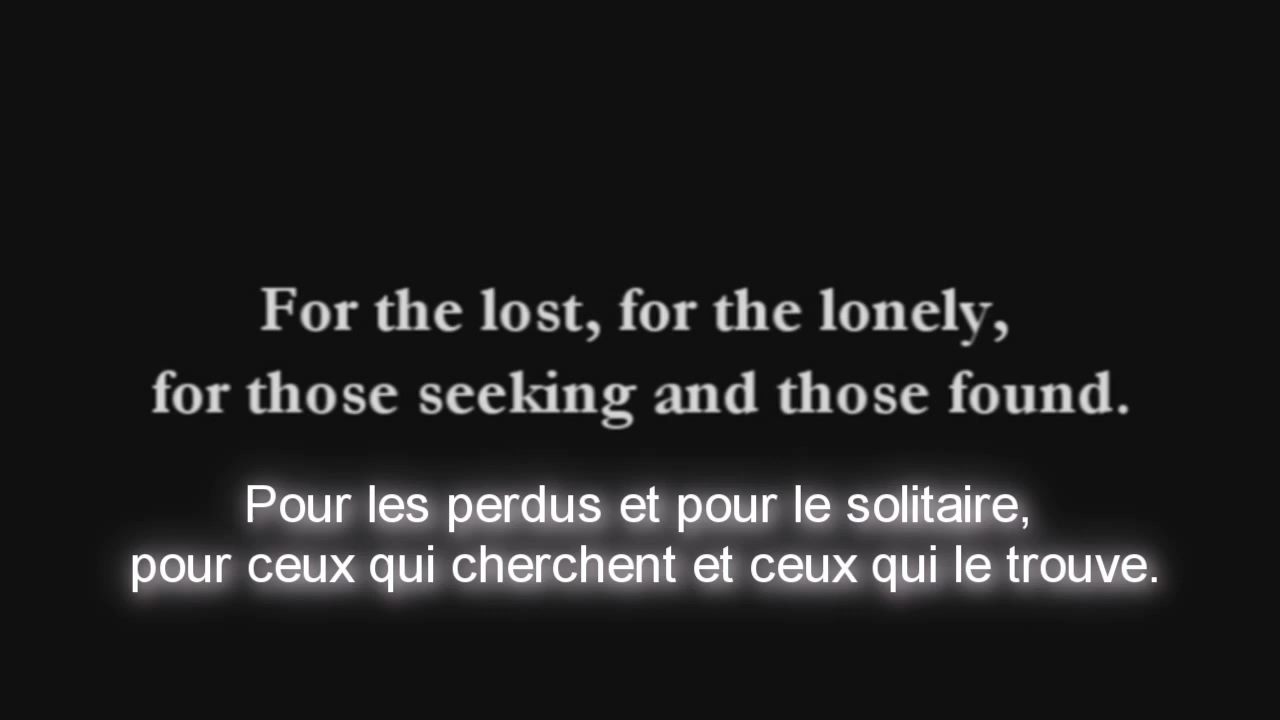 For the lost, for the lonely,
for those seeking and those found.
Pour les perdus et pour le solitaire,
pour ceux qui cherchent et ceux qui le trouve.